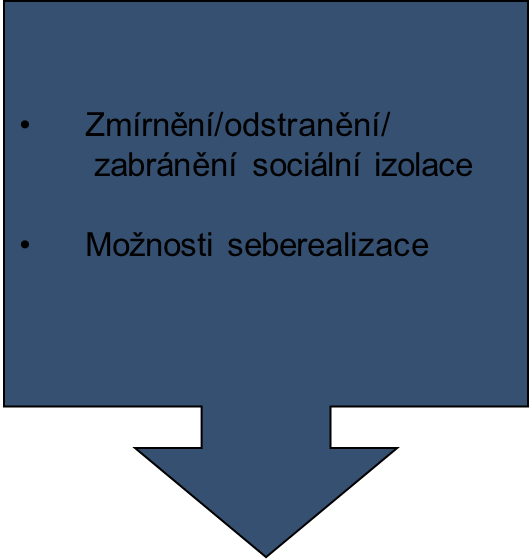 • Zmírnění/odstranění/
zabránění sociální izolace
• Možnosti seberealizace